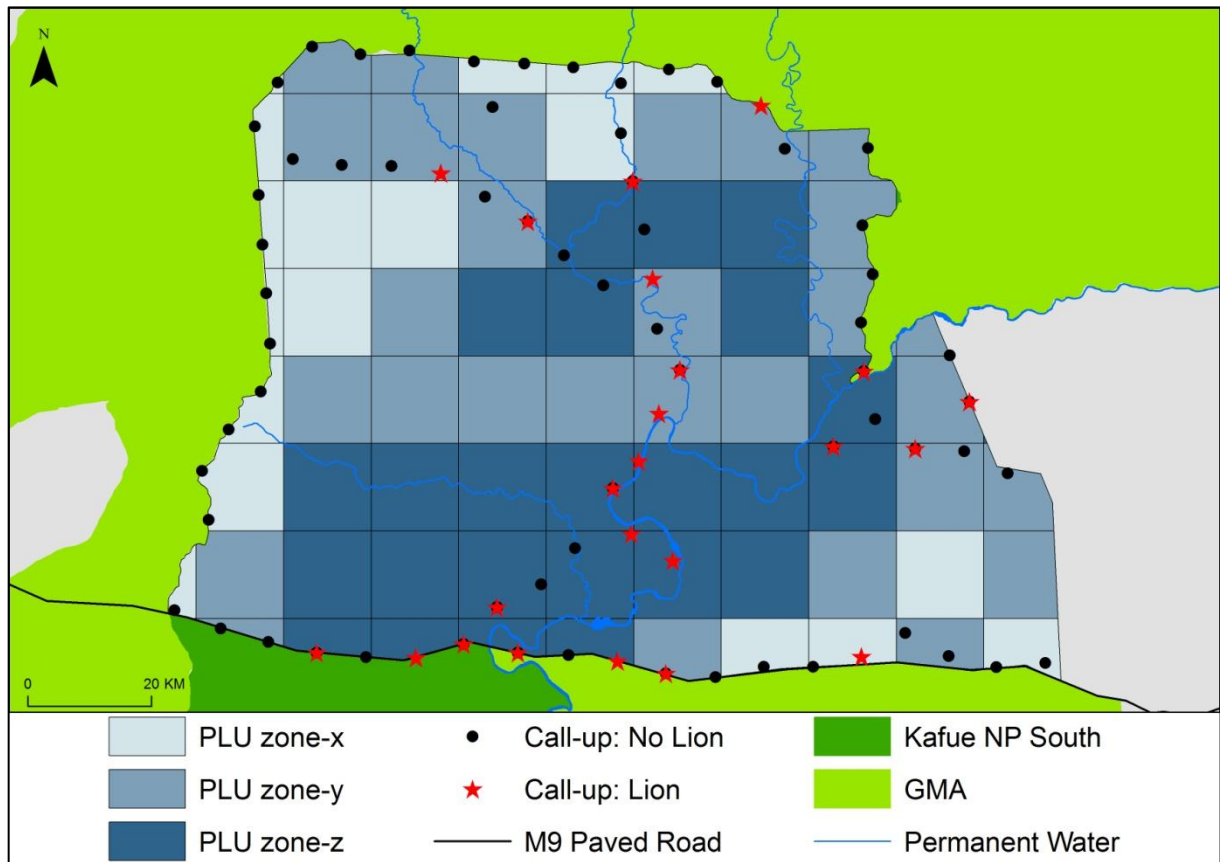 N
0 20 KM
PLU zone-x Call-up: No Lion Kafue NP South
PLU zone-y Call-up: Lion GMA
PLU zone-z M9 Paved Road Permanent Water